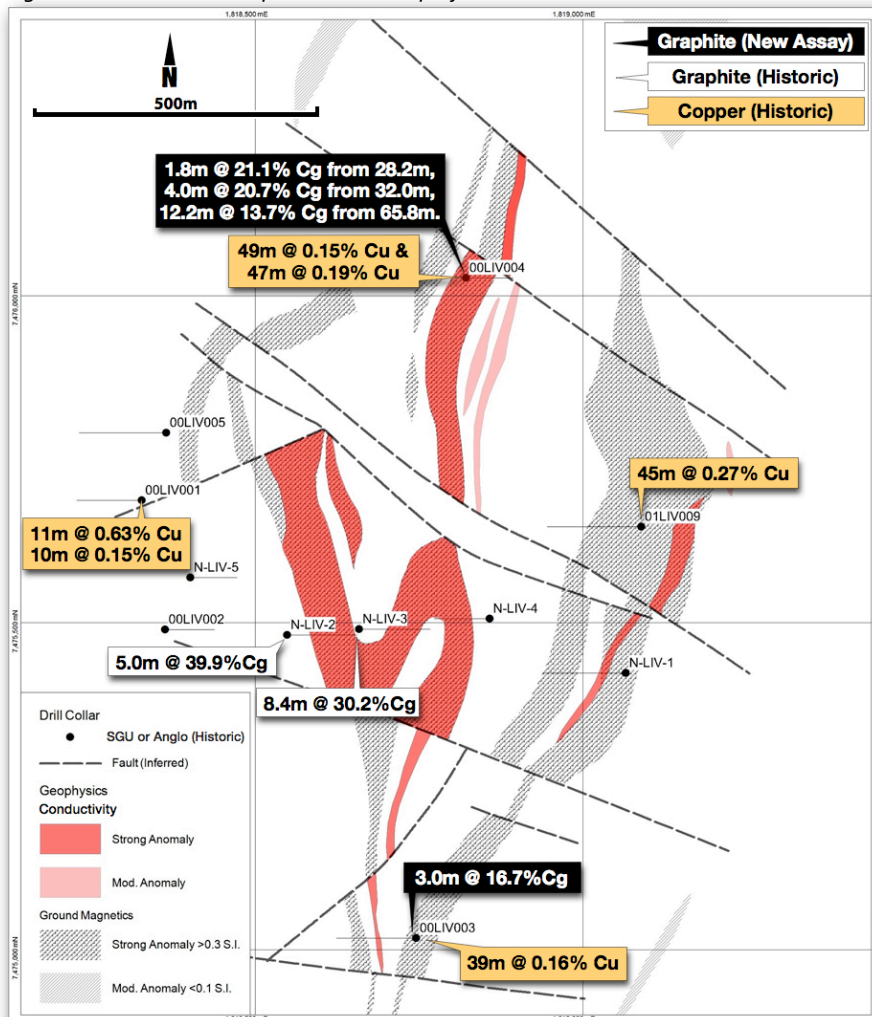 1,818,500 mE
1,819,000 mE
Graphite (New Assay)
Graphite (Historic)
Copper (Historic)
N
500m
1.8m @ 21.1% Cg from 28.2m,
4.0m @ 20.7% Cg from 32.0m,
12.2m @ 13.7% Cg from 65.8m.
49m @ 0.15% Cu &
47m @ 0.19% Cu
00LIV004
7,476,000 mN
00LIV005
00LIV001
45m @ 0.27% Cu
01LIV009
11m @ 0.63% Cu
10m @ 0.15% Cu
N-LIV-5
7,475,500 mN
00LIV002
N-LIV-2
N-LIV-3
N-LIV-4
5.0m @ 39.9%Cg
N-LIV-1
8.4m @ 30.2%Cg
Drill Collar
SGU or Anglo (Historic)
Fault (Inferred)
Geophysics
Conductivity
Strong Anomaly
Mod. Anomaly
Ground Magnetics
Strong Anomaly >0.3 S.I.
Mod. Anomaly <0.1 S.I.
3.0m @ 16.7%Cg
00LIV003
39m @ 0.16% Cu
7,475,000 mN